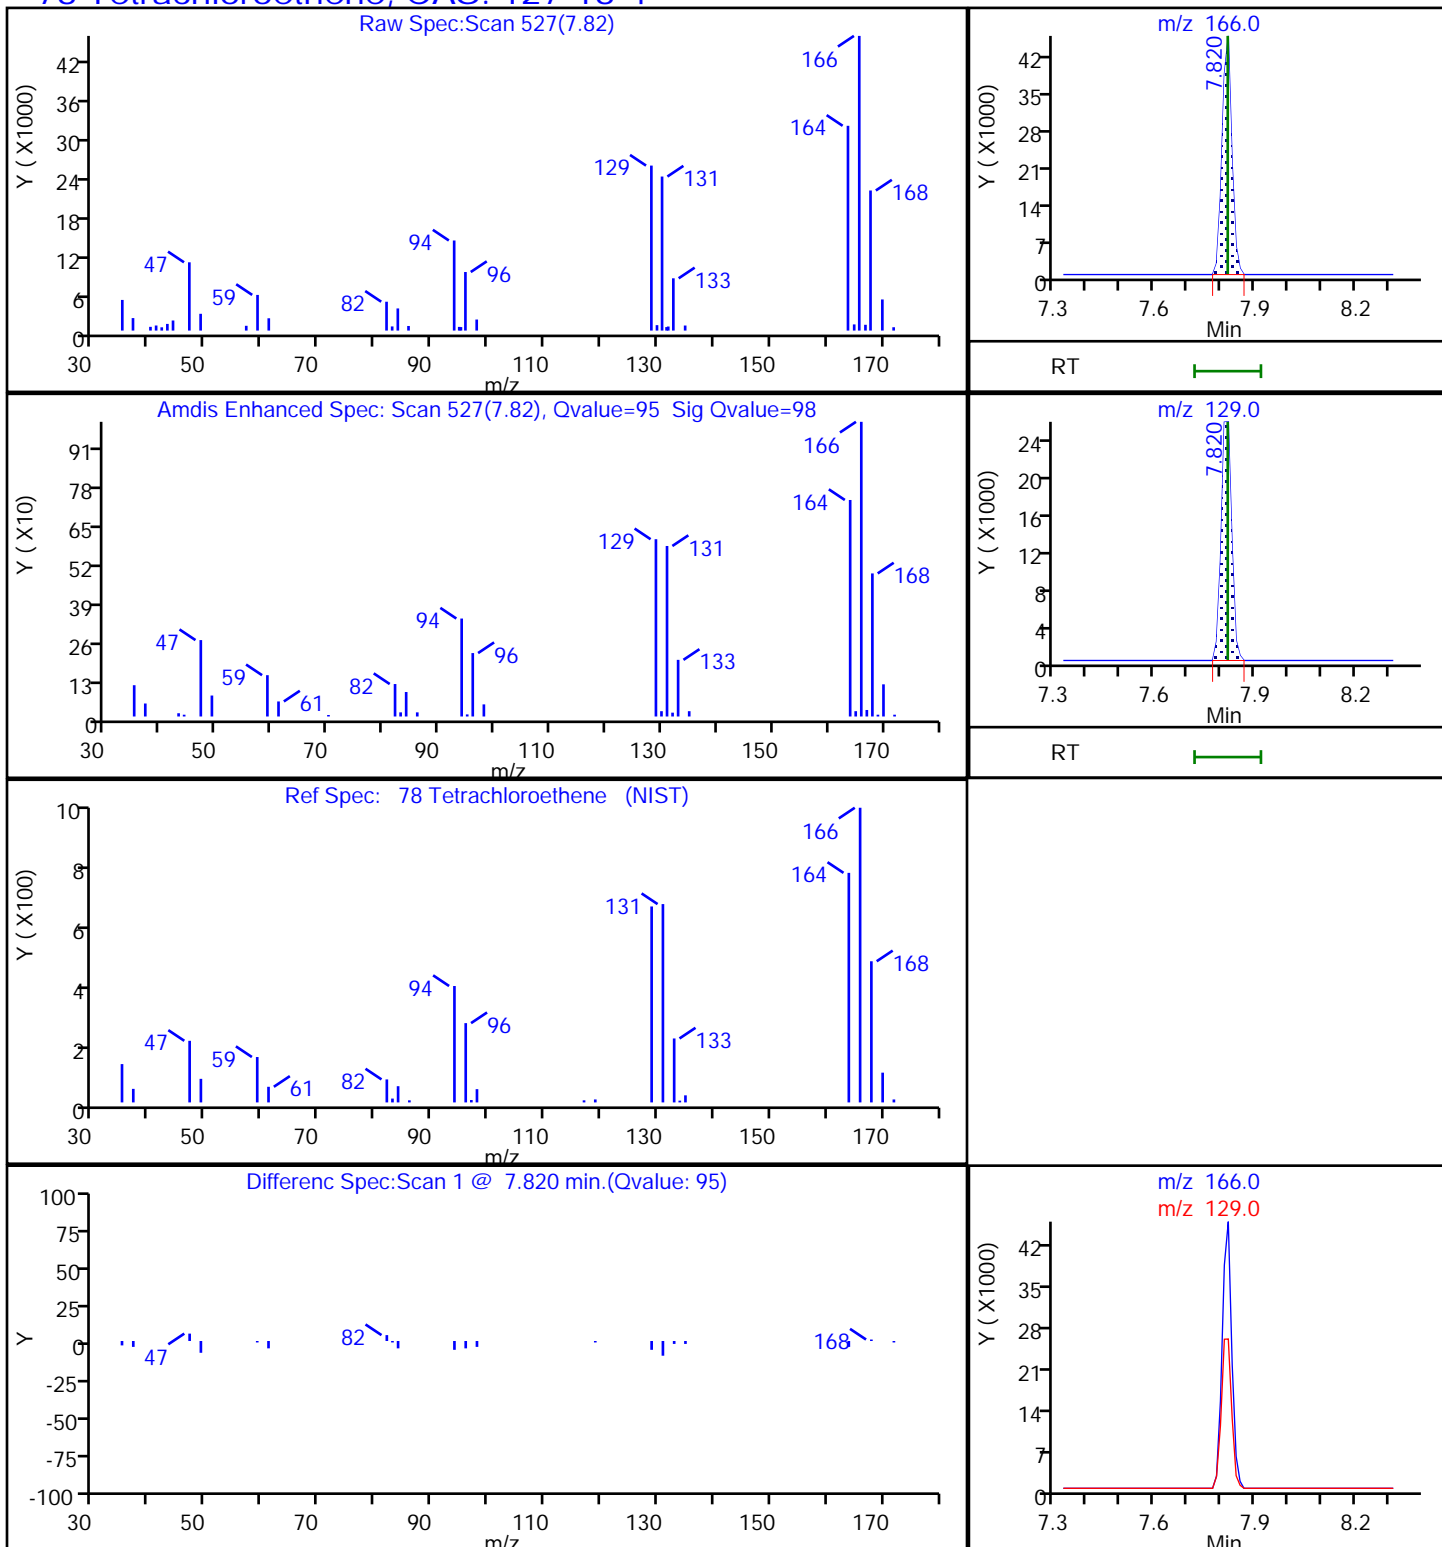 78 Tetrachloroethene, CAS: 127-18-4
Raw Spec:Scan 527(7.82)
Y ( X1000)
42
36
30
24
18
12
6
0
47
59
82
94
96
129
131
133
164
166
168
30 50 70 90 110 130 150 170
m/z
m/z 166.0
Y ( X1000)
42
35
28
21
14
7
0
7.820
7.3 7.6 7.9 8.2
Min
RT
Amdis Enhanced Spec: Scan 527(7.82), Qvalue=95 Sig Qvalue=98
Y ( X10)
91
78
65
52
39
26
13
0
47
59
61
82
94
96
129
131
133
164
166
168
30 50 70 90 110 130 150 170
m/z
m/z 129.0
Y ( X1000)
24
20
16
12
8
4
0
7.820
7.3 7.6 7.9 8.2
Min
RT
Ref Spec: 78 Tetrachloroethene (NIST)
Y ( X100)
10
8
6
4
2
0
47
59
61
82
94
96
131
133
164
166
168
30 50 70 90 110 130 150 170
m/z
Differenc Spec:Scan 1 @ 7.820 min.(Qvalue: 95)
Y
100
75
50
25
0
-25
-50
-75
-100
47
82
168
30 50 70 90 110 130 150 170
m/z
m/z 166.0
m/z 129.0
Y ( X1000)
42
35
28
21
14
7
0
7.3 7.6 7.9 8.2
Min